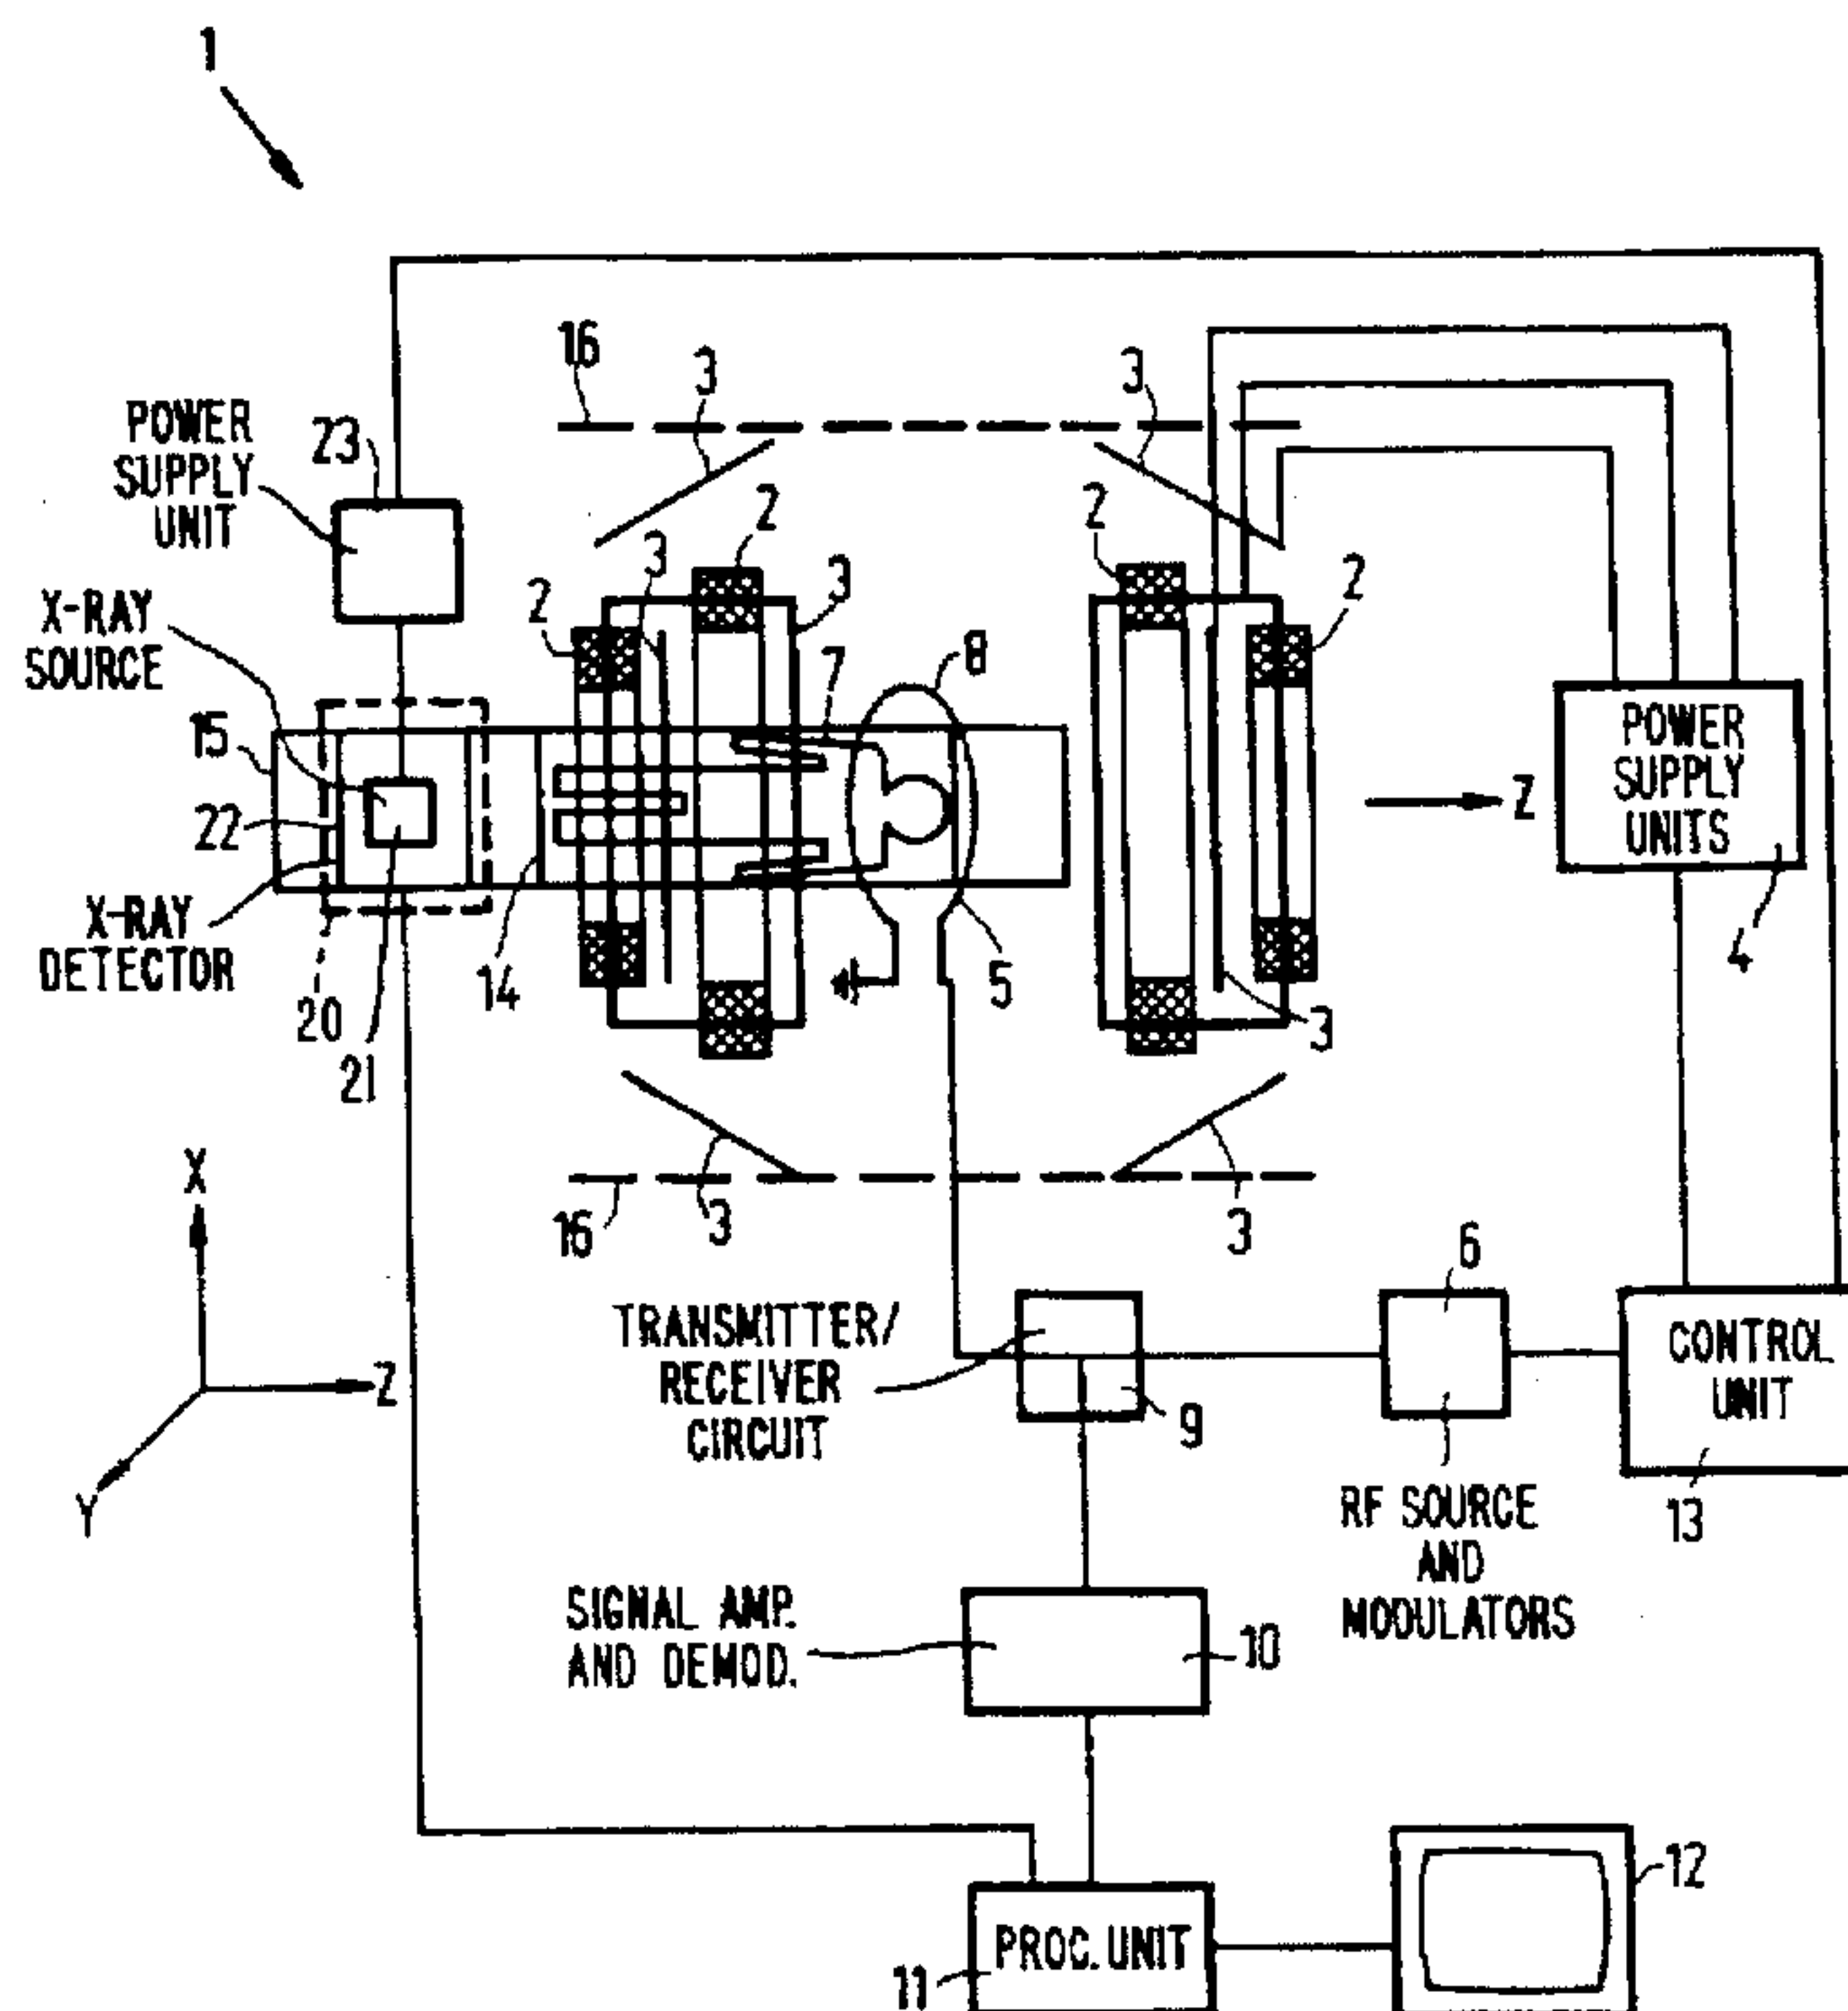 1
16
3
3
POWER
SUPPLY
UNIT
23
2
2
3
3
2
2
X-RAY
SOURCE
7
8
15
POWER
SUPPLY
UNITS
Z
22
X-RAY
DETECTOR
20
14
5
4
3
21
X
16
3
3
6
TRANSMITTER/
RECEIVER
CIRCUIT
CONTROL
UNIT
Z
9
Y
RF SOURCE
AND
MODULATORS
13
SIGNAL AMP.
AND DEMOD.
10
12
PROC. UNIT
11